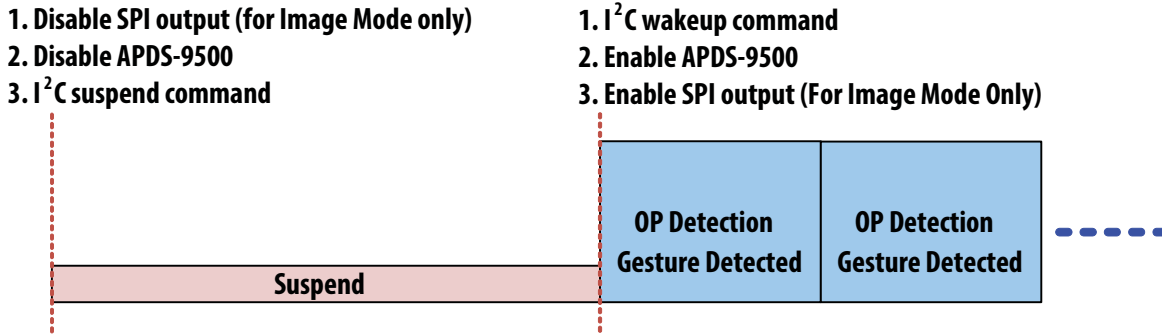 1. Disable SPI output (for Image Mode only)
2. Disable APDS-9500
3. I²C suspend command
1. I²C wakeup command
2. Enable APDS-9500
3. Enable SPI output (For Image Mode Only)
OP Detection
Gesture Detected
OP Detection
Gesture Detected
Suspend